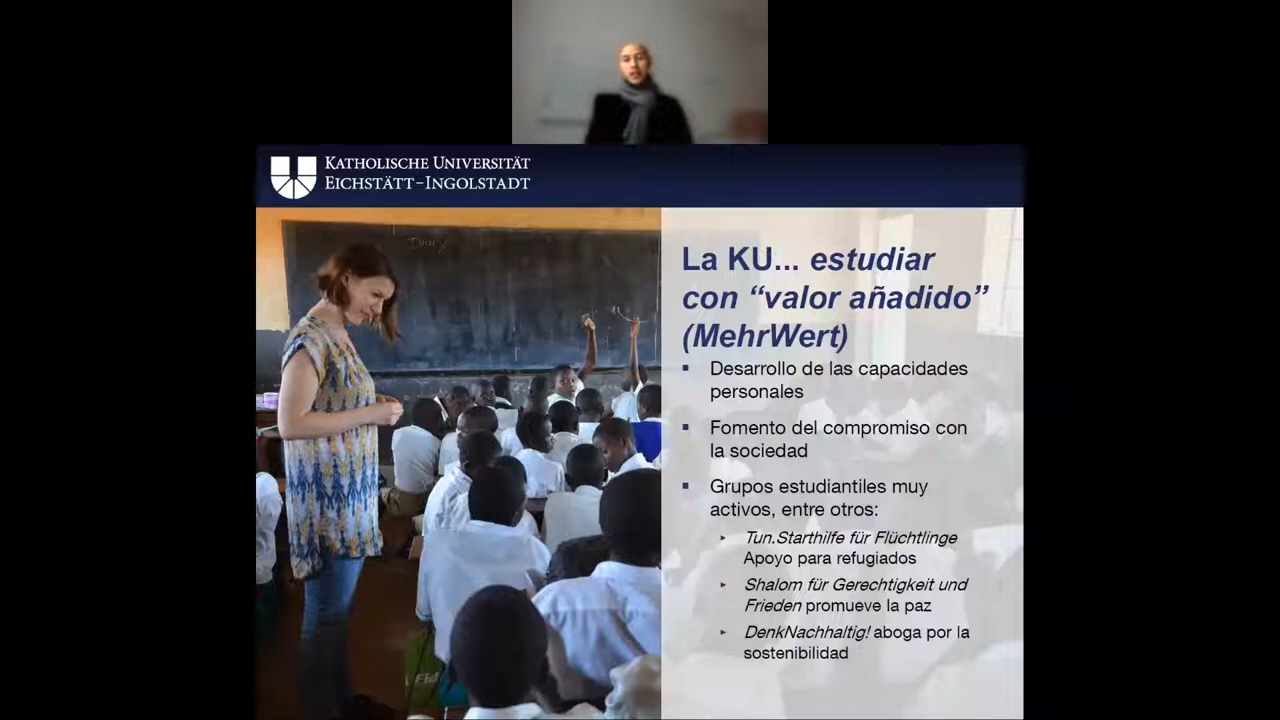 KATHOLISCHE UNIVERSITÄT
EICHSTÄTT-INGOLSTADT
Diary
La KU... estudiar
con “valor añadido”
(MehrWert)
Desarrollo de las capacidades
personales
Fomento del compromiso con
la sociedad
Grupos estudiantiles muy
activos, entre otros:
Tun.Starthilfe für Flüchtlinge
Apoyo para refugiados
Shalom für Gerechtigkeit und
Frieden promueve la paz
DenkNachhaltig! aboga por la
sostenibilidad